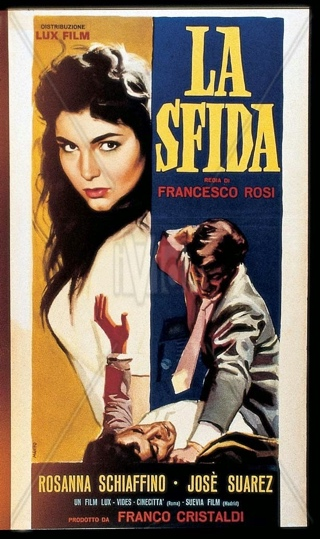 DISTRIBUZIONE
LUX FILM
LA
SFIDA
REGIA DI
FRANCESCO ROSI
ROSANNA SCHIAFFINO · JOSÈ SUAREZ
UN FILM LUX - VIDES - CINECITTÀ (Roma) - SUEVIA FILM (Madrid)
PRODOTTO DA FRANCO CRISTALDI